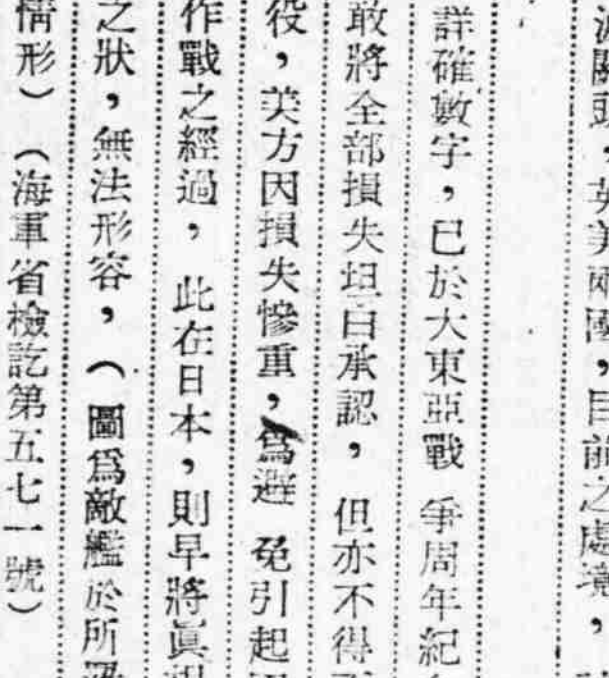 關頭，英美兩國，目前之處境，
詳確數字，已於大東亞戰爭周年紀
敢將全部損失坦白承認，但亦不得
役，美方因損失慘重，爲避免引起
作戰之經過，此在日本，則早將眞
之狀，無法形容，（圖爲敵艦於所
情形）（海軍省檢訖第五七一號）